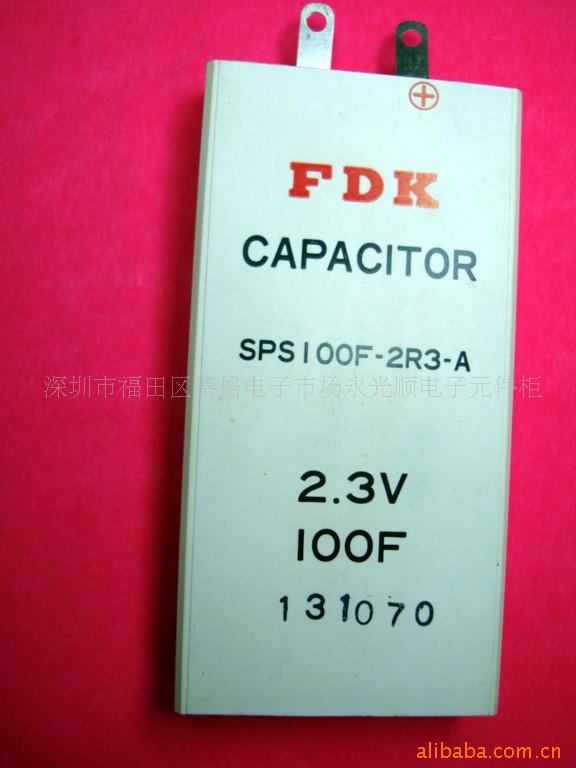 FDK
CAPACITOR
SPS100F-2R3-A
深圳市福田区赛格电子市场永光顺电子元件柜
2.3V
100F
131070
alibaba.com.cn